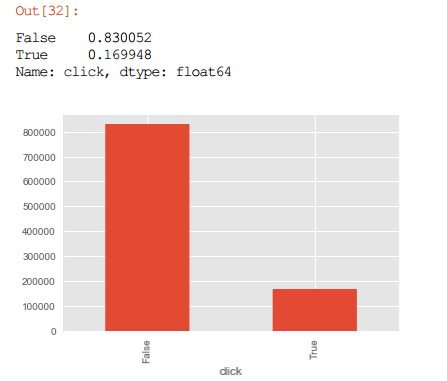 Out[32]:
False    0.830052
True     0.169948
Name: click, dtype: float64
800000
700000
600000
500000
400000
300000
200000
100000
0
False
True
click